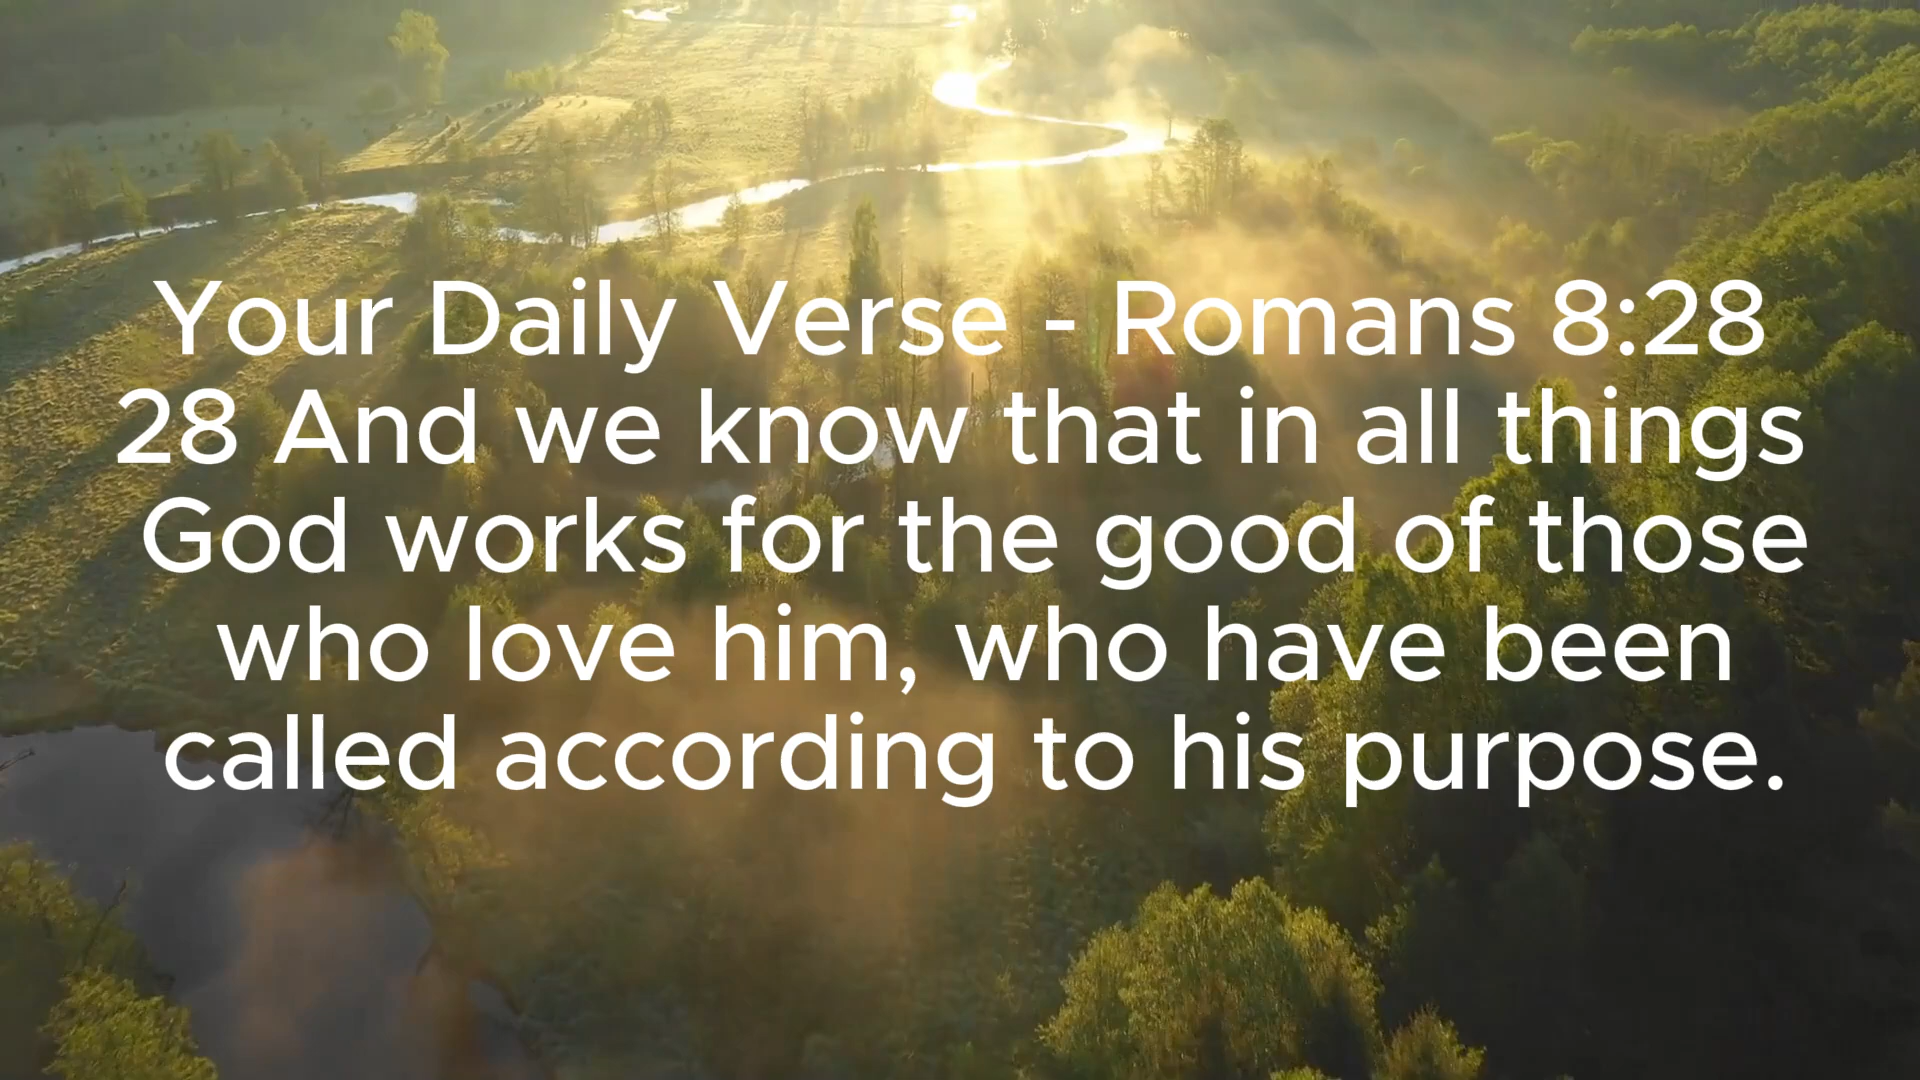 Your Daily Verse - Romans 8:28
28 And we know that in all things
God works for the good of those
who love him, who have been
called according to his purpose.